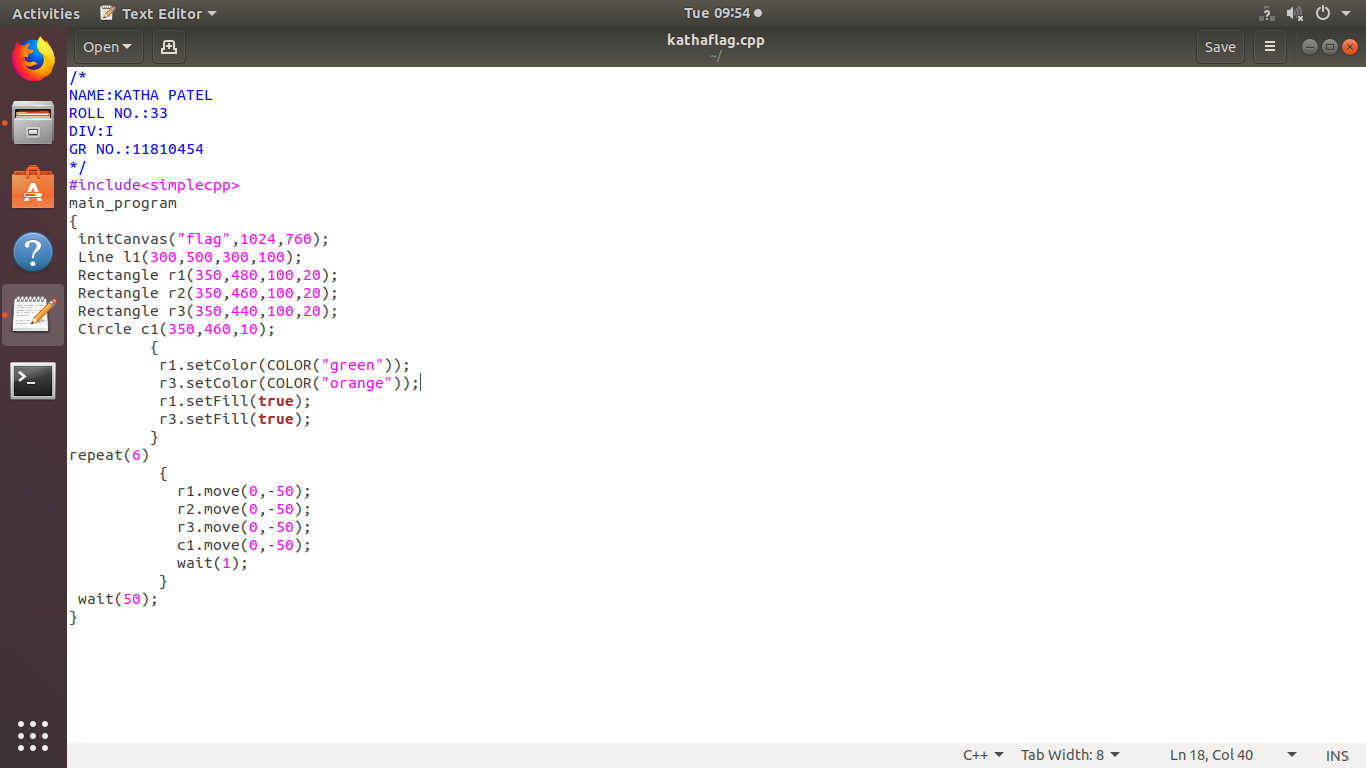 Activities Text Editor Tue 09:54
Open kathaflag.cpp Save
~/
/*
NAME:KATHA PATEL
ROLL NO.:33
DIV:I
GR NO.:11810454
*/
#include<simplecpp>
main_program
{
 initCanvas("flag",1024,760);
 Line l1(300,500,300,100);
 Rectangle r1(350,480,100,20);
 Rectangle r2(350,460,100,20);
 Rectangle r3(350,440,100,20);
 Circle c1(350,460,10);
         {
          r1.setColor(COLOR("green"));
          r3.setColor(COLOR("orange"));
          r1.setFill(true);
          r3.setFill(true);
         }
repeat(6)
          {
            r1.move(0,-50);
            r2.move(0,-50);
            r3.move(0,-50);
            c1.move(0,-50);
            wait(1);
          }
 wait(50);
}
C++ Tab Width: 8 Ln 18, Col 40 INS